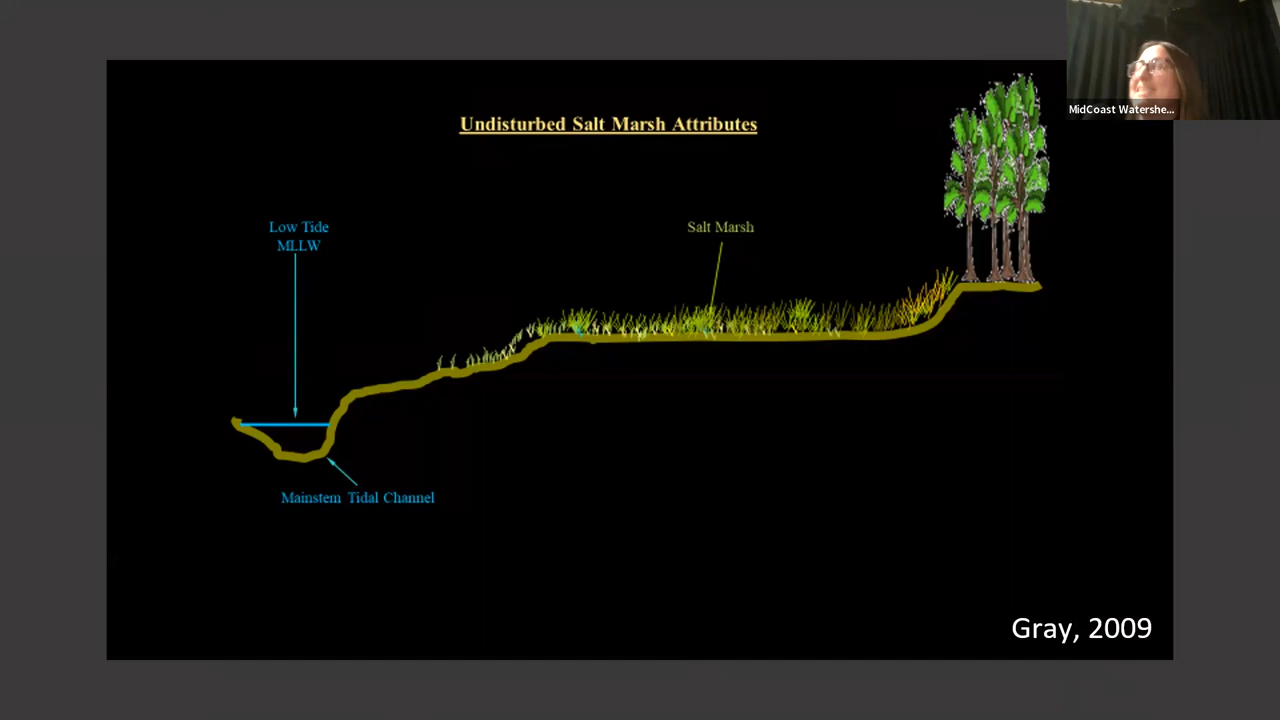 MidCoast Watershe...
Undisturbed Salt Marsh Attributes
Low Tide
MLLW
Salt Marsh
Mainstem Tidal Channel
Gray, 2009